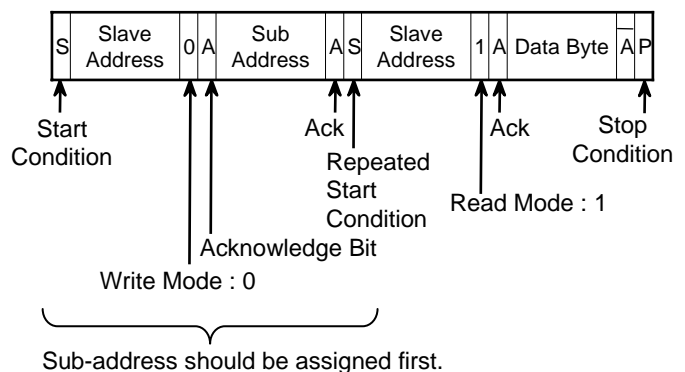 S Slave Address 0 A Sub Address A S Slave Address 1 A Data Byte A̅ P
Start Condition
Ack
Repeated Start Condition
Ack
Stop Condition
Read Mode : 1
Acknowledge Bit
Write Mode : 0
Sub-address should be assigned first.